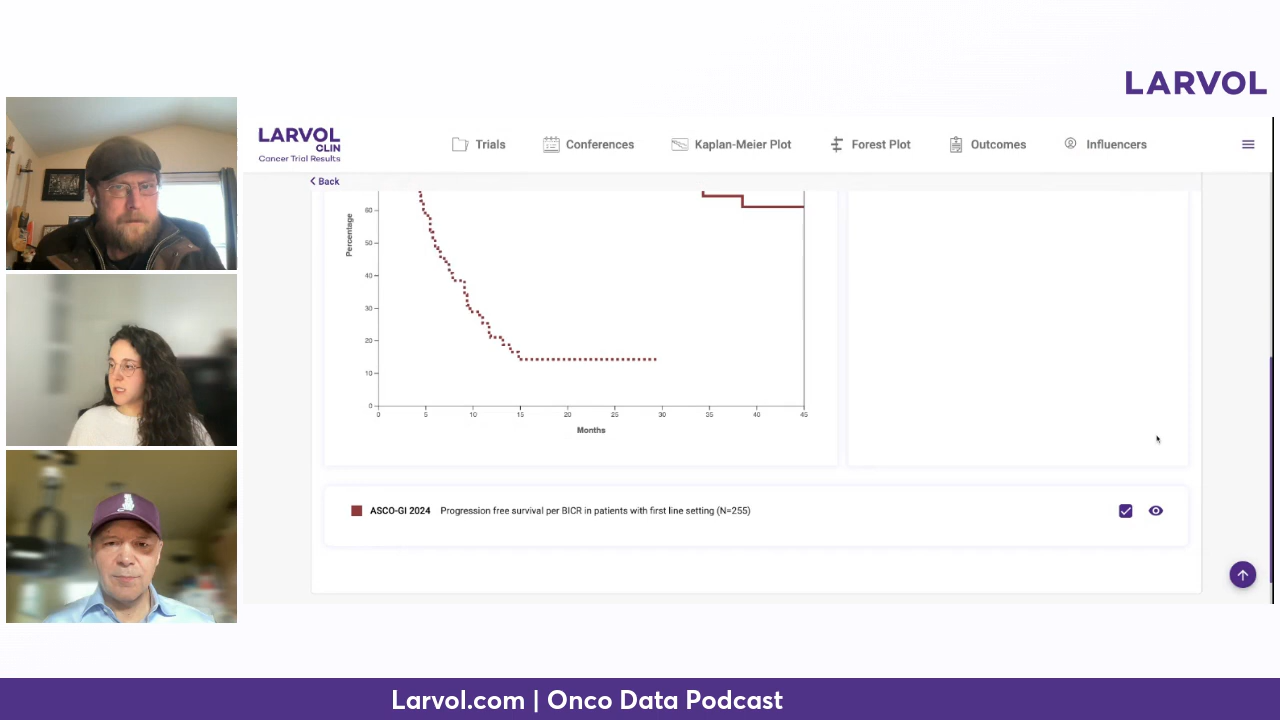 LARVOL
LARVOL
CLIN
Cancer Trial Results
Trials
Conferences
Kaplan-Meier Plot
Forest Plot
Outcomes
Influencers
Back
Percentage
60
50
40
30
20
10
0
0 5 10 15 20 25 30 35 40 45
Months
ASCO-GI 2024 Progression free survival per BICR in patients with first line setting (N=255)
Larvol.com | Onco Data Podcast